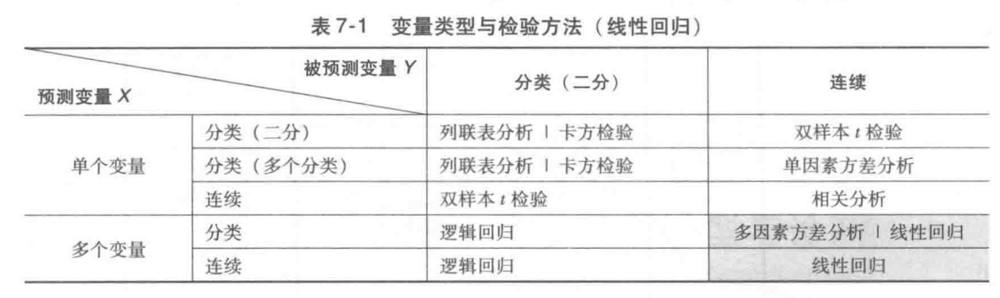 表7-1 变量类型与检验方法（线性回归）
被预测变量 Y
预测变量 X
分类（二分） 连续
单个变量 分类（二分） 列联表分析 | 卡方检验 双样本 t 检验
分类（多个分类） 列联表分析 | 卡方检验 单因素方差分析
连续 双样本 t 检验 相关分析
多个变量 分类 逻辑回归 多因素方差分析 | 线性回归
连续 逻辑回归 线性回归